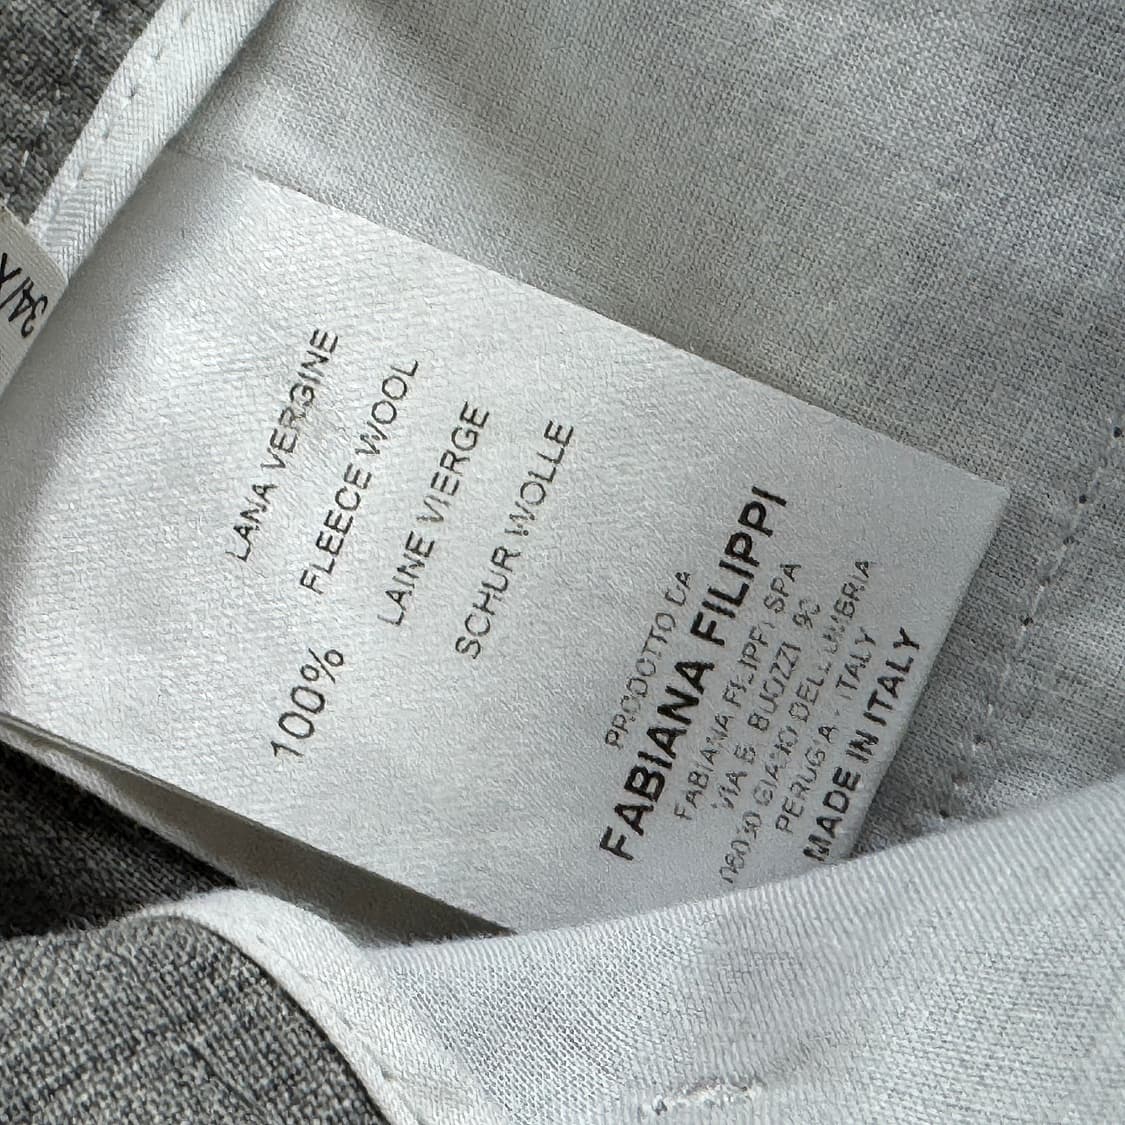 LANA VERGINE
100% FLEECE WOOL
LAINE VIERGE
SCHUR WOLLE
PRODOTTO DA
FABIANA FILIPPI
FABIANA FILIPPI SPA
VIA B. BUOZZI 90
06030 GIANO DELL'UMBRIA
PERUGIA - ITALY
MADE IN ITALY
34/X